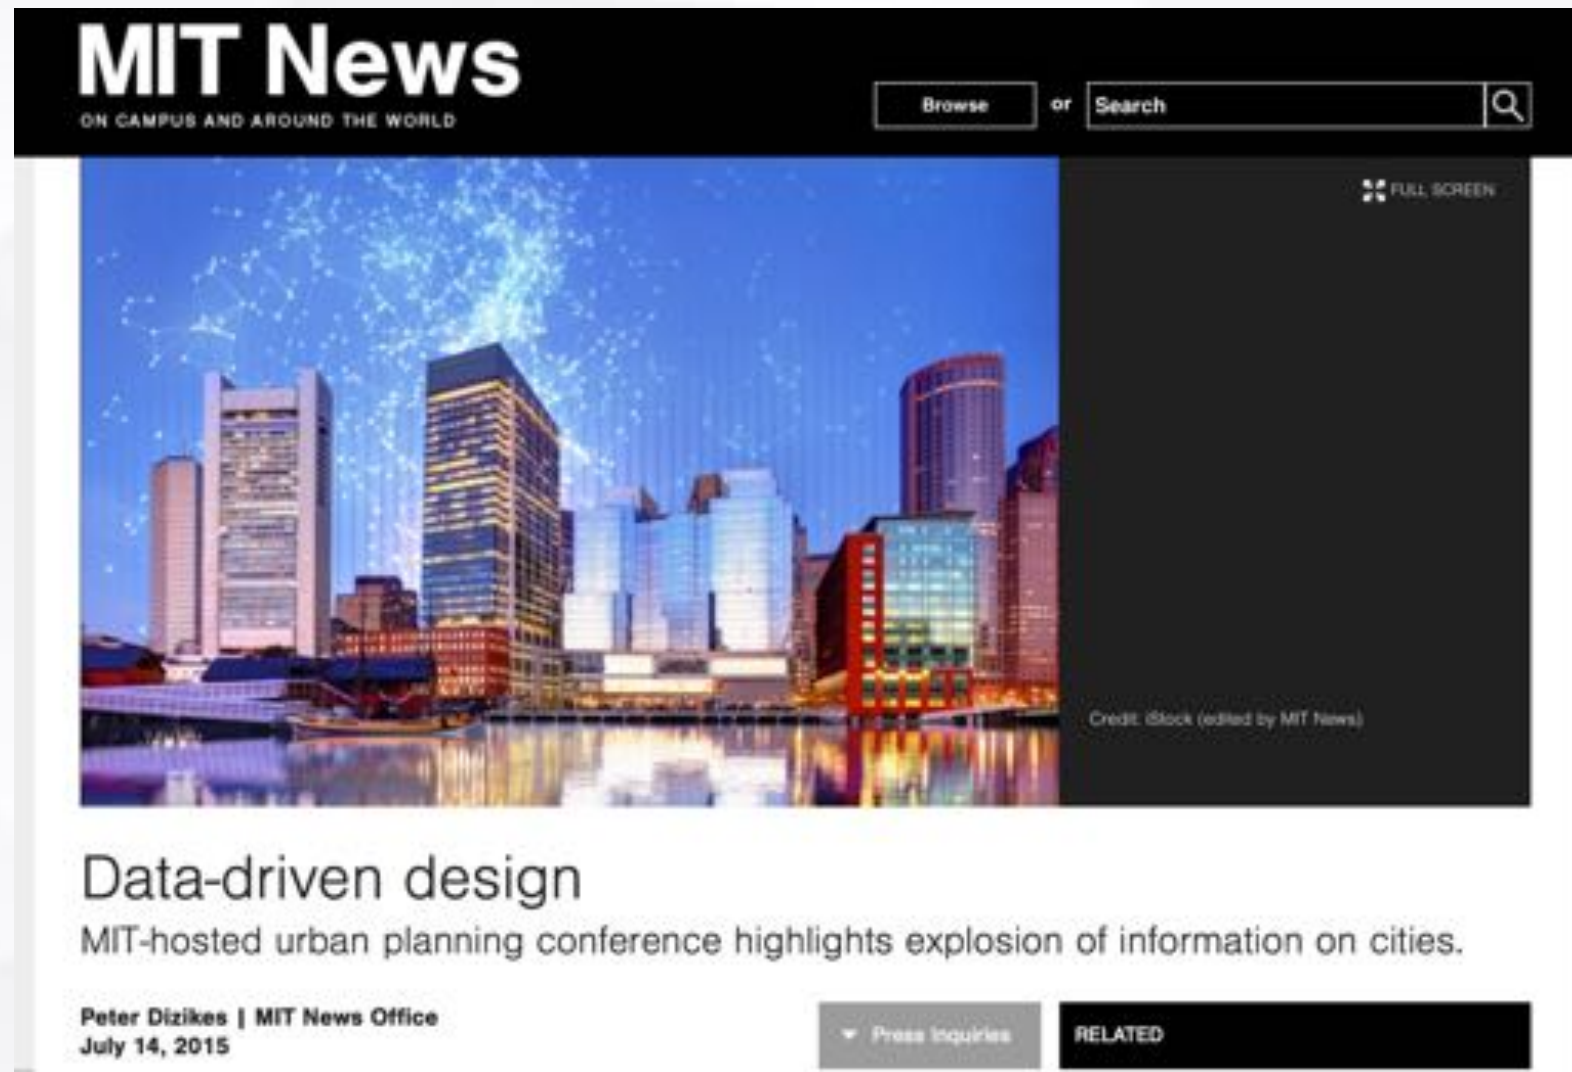 MIT News
ON CAMPUS AND AROUND THE WORLD
Browse or Search
FULL SCREEN
Credit: iStock (edited by MIT News)
Data-driven design
MIT-hosted urban planning conference highlights explosion of information on cities.
Peter Dizikes | MIT News Office
July 14, 2015
Press Inquiries
RELATED